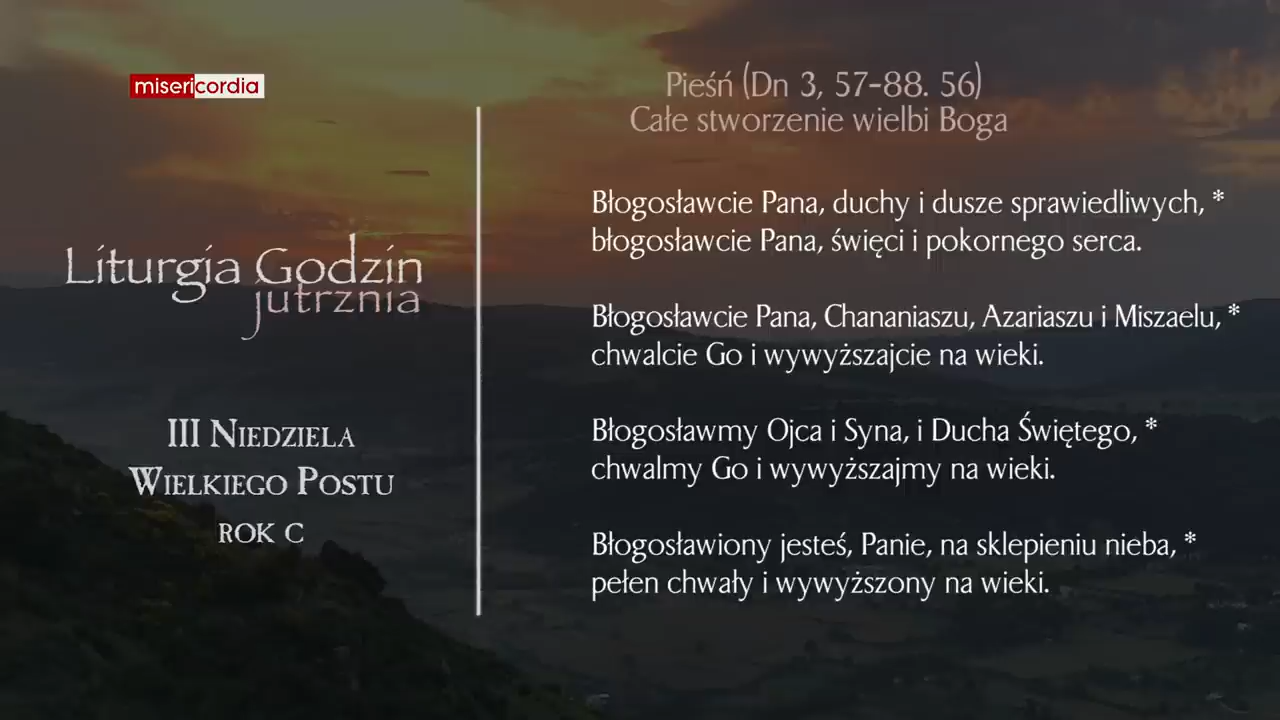 misericordia
Liturgia Godzin
jutrznia
III Niedziela
Wielkiego Postu
rok C
Pieśń (Dn 3, 57-88. 56)
Całe stworzenie wielbi Boga
Błogosławcie Pana, duchy i dusze sprawiedliwych, *
błogosławcie Pana, święci i pokornego serca.
Błogosławcie Pana, Chananiaszu, Azariaszu i Miszaelu, *
chwalcie Go i wywyższajcie na wieki.
Błogosławmy Ojca i Syna, i Ducha Świętego, *
chwalmy Go i wywyższajmy na wieki.
Błogosławiony jesteś, Panie, na sklepieniu nieba, *
pełen chwały i wywyższony na wieki.